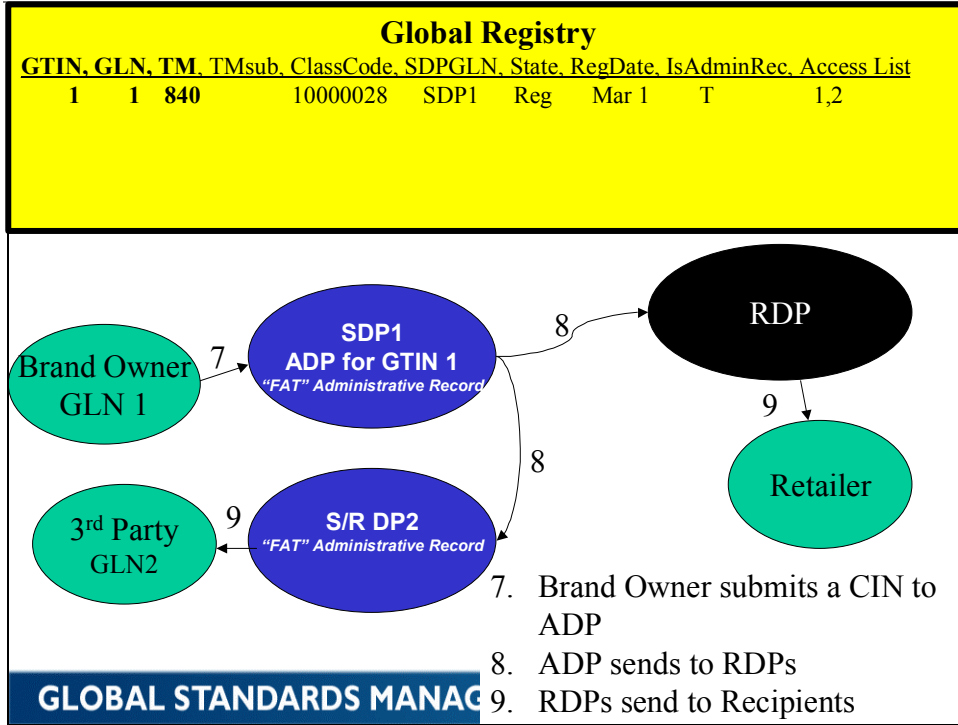 Global Registry
GTIN, GLN, TM, TMsub, ClassCode, SDPGLN, State, RegDate, IsAdminRec, Access List
1 1 840 10000028 SDP1 Reg Mar 1 T 1,2
Brand Owner
GLN 1
7
SDP1
ADP for GTIN 1
“FAT” Administrative Record
8
RDP
9
Retailer
8
3rd Party
GLN2
9
S/R DP2
“FAT” Administrative Record
7. Brand Owner submits a CIN to
ADP
8. ADP sends to RDPs
9. RDPs send to Recipients
GLOBAL STANDARDS MANAG